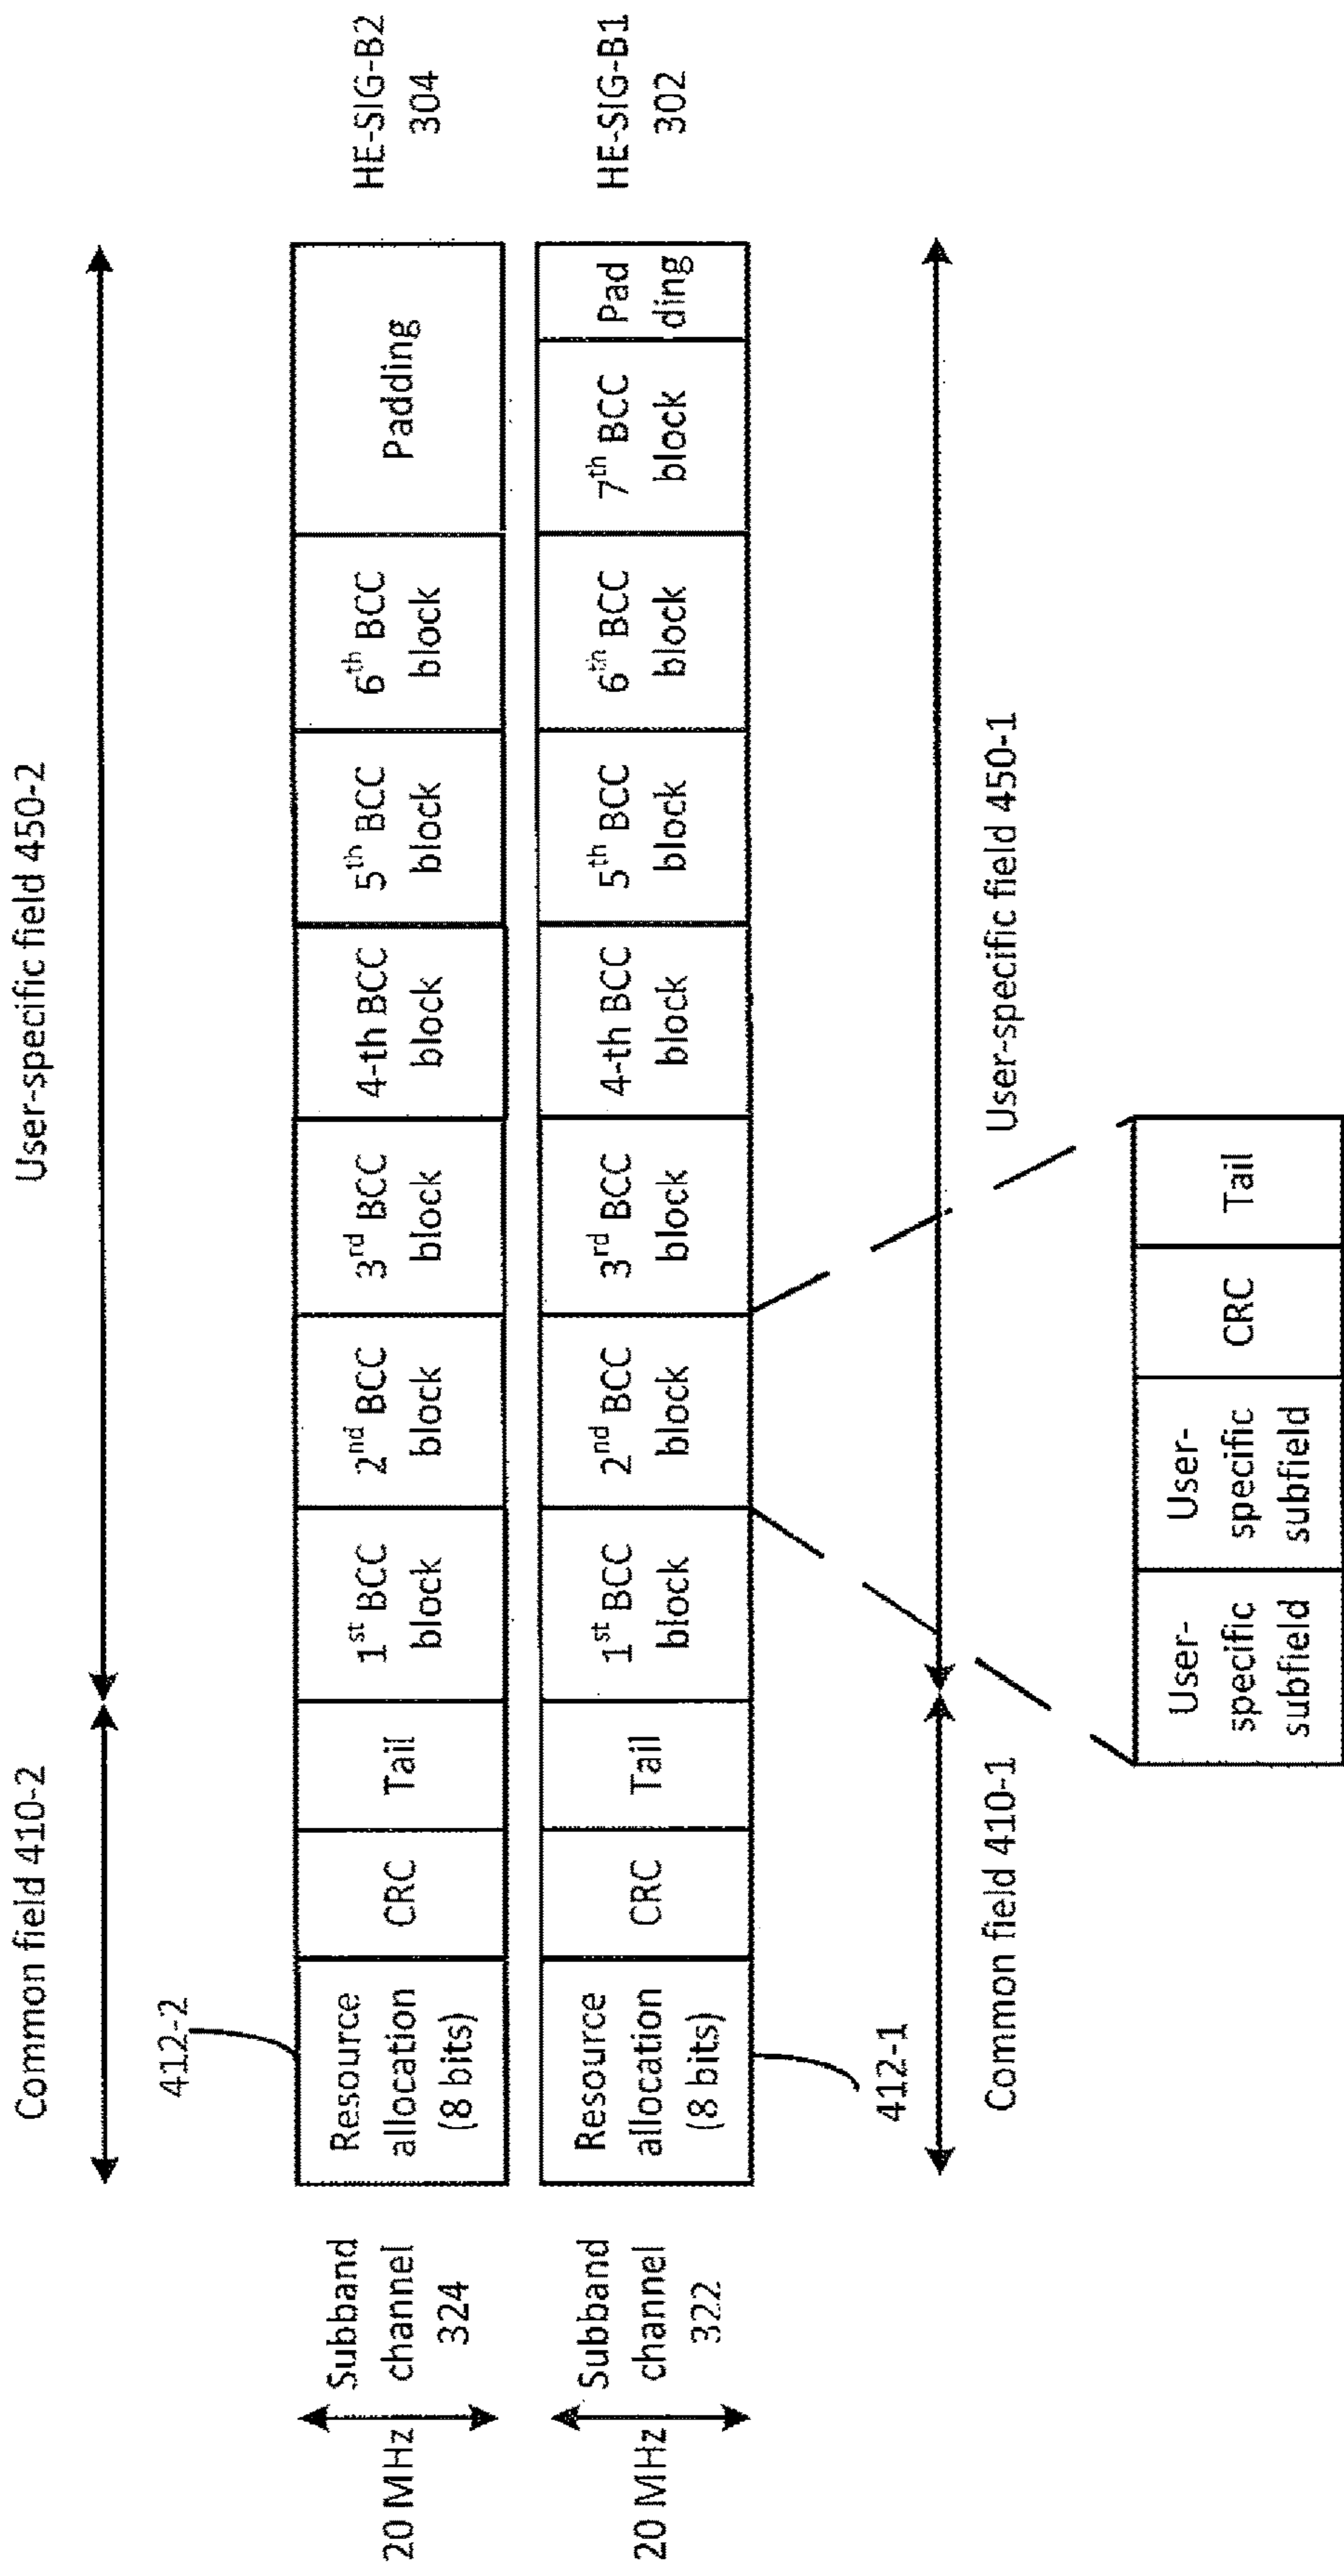 Common field 410-2
User-specific field 450-2
412-2
20 MHz
Subband
channel
324
Resource
allocation
(8 bits)
CRC
Tail
1st BCC
block
2nd BCC
block
3rd BCC
block
4-th BCC
block
5th BCC
block
6th BCC
block
Padding
HE-SIG-B2
304
20 MHz
Subband
channel
322
Resource
allocation
(8 bits)
CRC
Tail
1st BCC
block
2nd BCC
block
3rd BCC
block
4-th BCC
block
5th BCC
block
6th BCC
block
7th BCC
block
Pad
ding
HE-SIG-B1
302
412-1
Common field 410-1
User-specific field 450-1
User-
specific
subfield
User-
specific
subfield
CRC
Tail